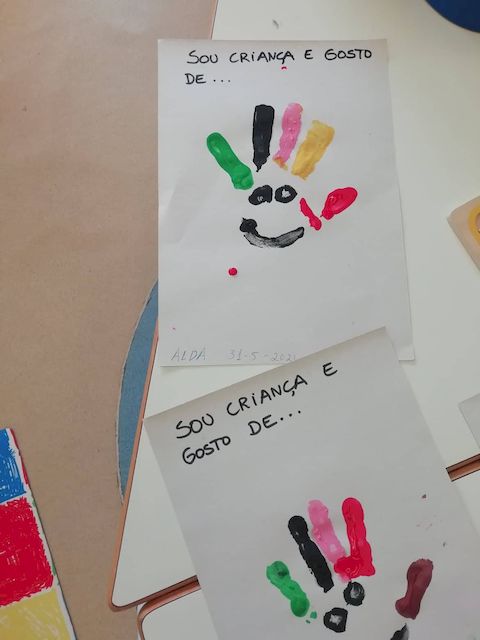 SOU CRIANÇA E GOSTO
DE...
ALDA 31-5-2021
SOU CRIANÇA E
GOSTO DE...